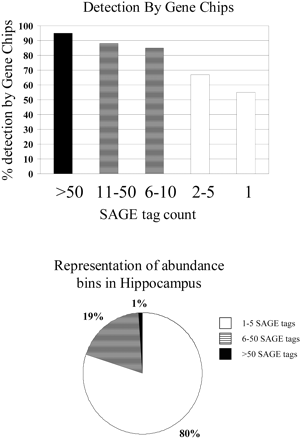 Detection By Gene Chips
% detection by Gene Chips
100
90
80
70
60
50
40
30
20
10
0
>50 11-50 6-10 2-5 1
SAGE tag count
Representation of abundance
bins in Hippocampus
1%
19%
80%
1-5 SAGE tags
6-50 SAGE tags
>50 SAGE tags